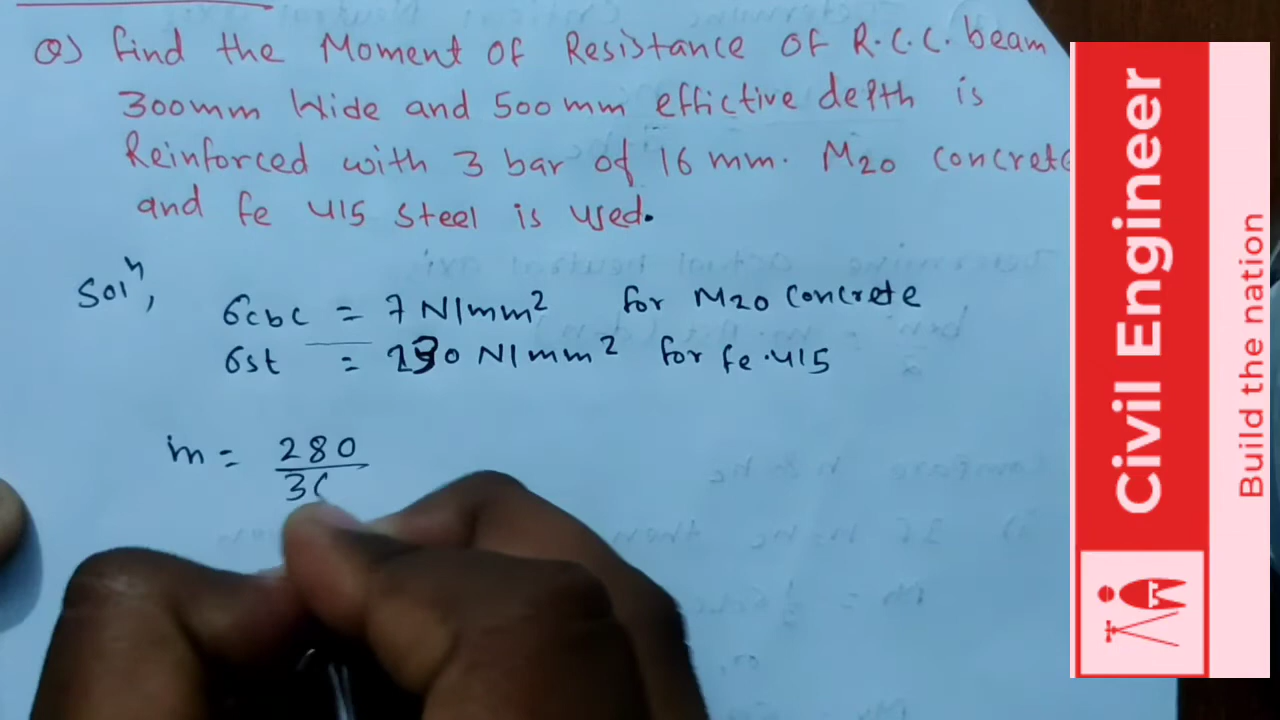 Q) find the Moment of Resistance of R.C.C. beam
300mm wide and 500mm effictive depth is
Reinforced with 3 bar of 16 mm. M20 concrete
and fe 415 steel is used.
Solⁿ,
σcbc = 7 N/mm² for M20 concrete
σst = 230 N/mm² for fe.415
m = 280
3
Civil Engineer
Build the nation